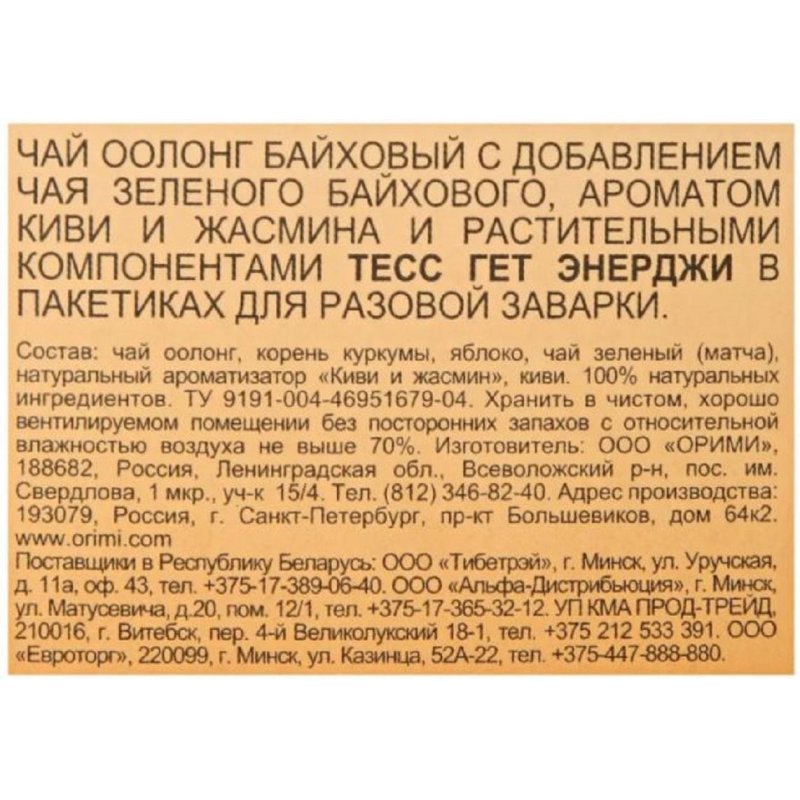 ЧАЙ ООЛОНГ БАЙХОВЫЙ С ДОБАВЛЕНИЕМ
ЧАЯ ЗЕЛЕНОГО БАЙХОВОГО, АРОМАТОМ
КИВИ И ЖАСМИНА И РАСТИТЕЛЬНЫМИ
КОМПОНЕНТАМИ ТЕСС ГЕТ ЭНЕРДЖИ В
ПАКЕТИКАХ ДЛЯ РАЗОВОЙ ЗАВАРКИ.
Состав: чай оолонг, корень куркумы, яблоко, чай зеленый (матча),
натуральный ароматизатор «Киви и жасмин», киви. 100% натуральных
ингредиентов. ТУ 9191-004-46951679-04. Хранить в чистом, хорошо
вентилируемом помещении без посторонних запахов с относительной
влажностью воздуха не выше 70%. Изготовитель: ООО «ОРИМИ»,
188682, Россия, Ленинградская обл., Всеволожский р-н, пос. им.
Свердлова, 1 мкр., уч-к 15/4. Тел. (812) 346-82-40. Адрес производства:
193079, Россия, г. Санкт-Петербург, пр-кт Большевиков, дом 64к2.
www.orimi.com
Поставщики в Республику Беларусь: ООО «Тибетрэй», г. Минск, ул. Уручская,
д. 11а, оф. 43, тел. +375-17-389-06-40. ООО «Альфа-Дистрибьюция», г. Минск,
ул. Матусевича, д.20, пом. 12/1, тел. +375-17-365-32-12. УП КМА ПРОД-ТРЕЙД,
210016, г. Витебск, пер. 4-й Великолукский 18-1, тел. +375 212 533 391. ООО
«Евроторг», 220099, г. Минск, ул. Казинца, 52А-22, тел. +375-447-888-880.